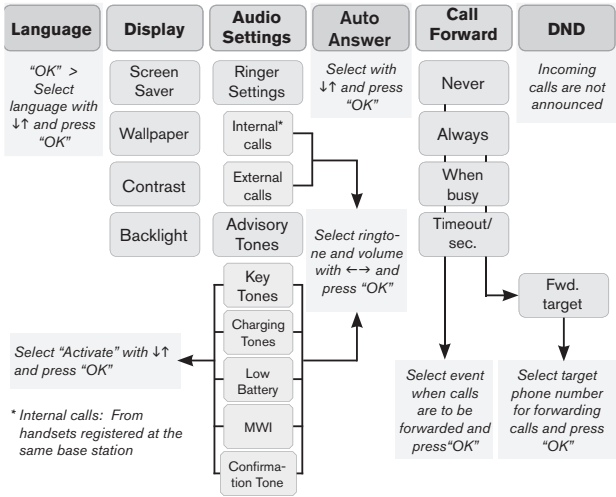 Language
Display
Audio
Settings
Auto
Answer
Call
Forward
DND
“OK” >
Select
language with
↓↑ and press
“OK”
Screen
Saver
Wallpaper
Contrast
Backlight
Ringer
Settings
Internal*
calls
External
calls
Advisory
Tones
Key
Tones
Charging
Tones
Low
Battery
MWI
Confirma-
tion Tone
Select with
↓↑ and press
“OK”
Select ringto-
ne and volume
with ←→ and
press “OK”
Never
Always
When
busy
Timeout/
sec.
Incoming
calls are not
announced
Fwd.
target
Select “Activate” with ↓↑
and press “OK”
* Internal calls: From
handsets registered at the
same base station
Select event
when calls
are to be
forwarded and
press“OK”
Select target
phone number
for forwarding
calls and press
“OK”